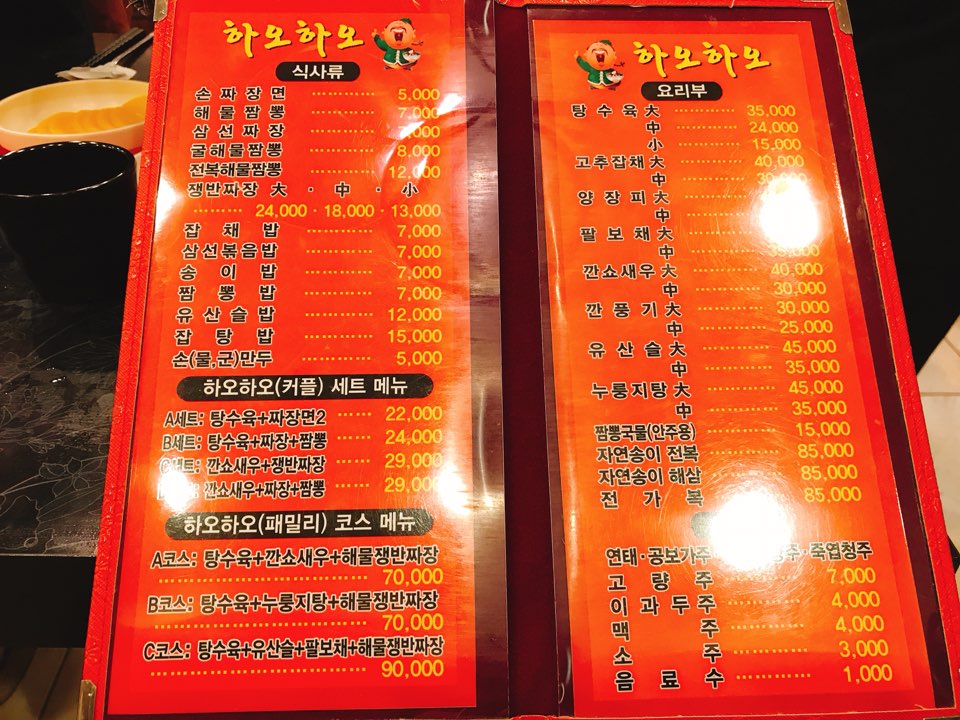 하오하오
식사류
손짜장면 ············ 5,000
해물짬뽕 ············ 7,000
삼선짜장 ············ ,000
굴해물짬뽕 ············ 8,000
전복해물짬뽕 ············ 12,000
쟁반짜장 大 · 中 · 小
········· 24,000 · 18,000 · 13,000
잡채밥 ············ 7,000
삼선볶음밥 ············ 7,000
송이밥 ············ 7,000
짬뽕밥 ············ 7,000
유산슬밥 ············ 12,000
잡탕밥 ············ 15,000
손(물,군)만두 ············ 5,000
하오하오(커플) 세트 메뉴
A세트: 탕수육+짜장면2 ······ 22,000
B세트: 탕수육+짜장+짬뽕 ······ 24,000
C세트: 깐쇼새우+쟁반짜장 ······ 29,000
깐쇼새우+짜장+짬뽕 ······ 29,000
하오하오(패밀리) 코스 메뉴
A코스: 탕수육+깐쇼새우+해물쟁반짜장
························ 70,000
B코스: 탕수육+누룽지탕+해물쟁반짜장
························ 70,000
C코스: 탕수육+유산슬+팔보채+해물쟁반짜장
························ 90,000
하오하오
요리부
탕수육 大 ············ 35,000
中 ············ 24,000
小 ············ 15,000
고추잡채 大 ············ 40,000
中 ············ 30,000
양장피 大 ············
中 ············
팔보채 大 ············
中 ············
깐쇼새우 大 ············ 40,000
中 ············ 30,000
깐풍기 大 ············ 30,000
中 ············ 25,000
유산슬 大 ············ 45,000
中 ············ 35,000
누룽지탕 大 ············ 45,000
中 ············ 35,000
짬뽕국물(안주용) ············ 15,000
자연송이 전복 ············ 85,000
자연송이 해삼 ············ 85,000
전가복 ············ 85,000
연태·공보가주 죽엽청주
고량주 ············ 7,000
이과두주 ············ 4,000
맥주 ············ 4,000
소주 ············ 3,000
음료수 ············ 1,000